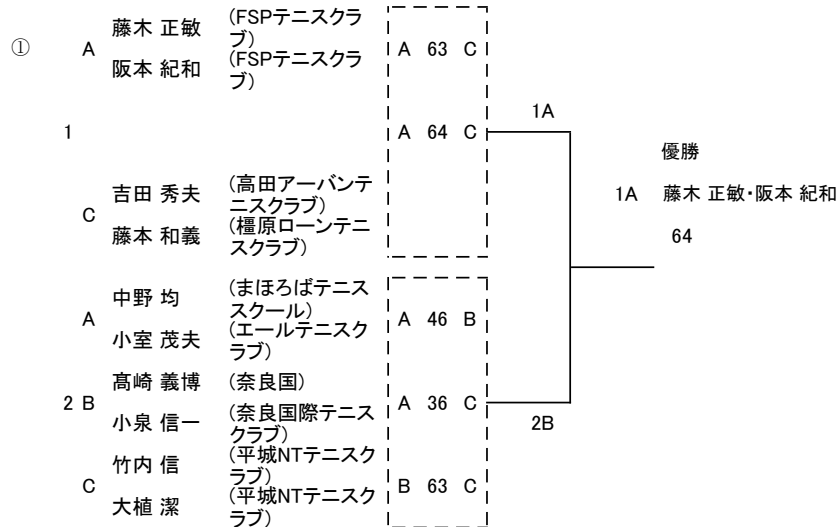 ① A 藤木 正敏 (FSPテニスクラブ)
阪本 紀和 (FSPテニスクラブ)
A 63 C
1
A 64 C
1A
C 吉田 秀夫 (高田アーバンテニスクラブ)
藤本 和義 (橿原ローンテニスクラブ)
優勝
1A 藤木 正敏・阪本 紀和
64
A 中野 均 (まほろばテニススクール)
小室 茂夫 (エールテニスクラブ)
A 46 B
2 B 髙崎 義博 (奈良国)
小泉 信一 (奈良国際テニスクラブ)
A 36 C
2B
C 竹内 信 (平城NTテニスクラブ)
大植 潔 (平城NTテニスクラブ)
B 63 C